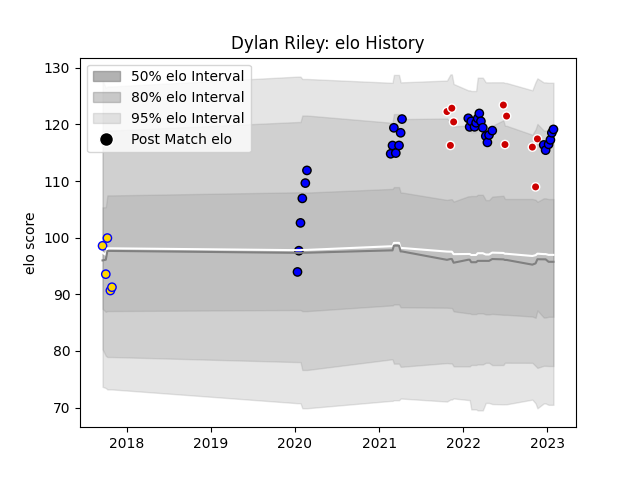 Dylan Riley: elo History
50% elo Interval
80% elo Interval
95% elo Interval
Post Match elo
elo score
130
120
110
100
90
80
70
2018
2019
2020
2021
2022
2023